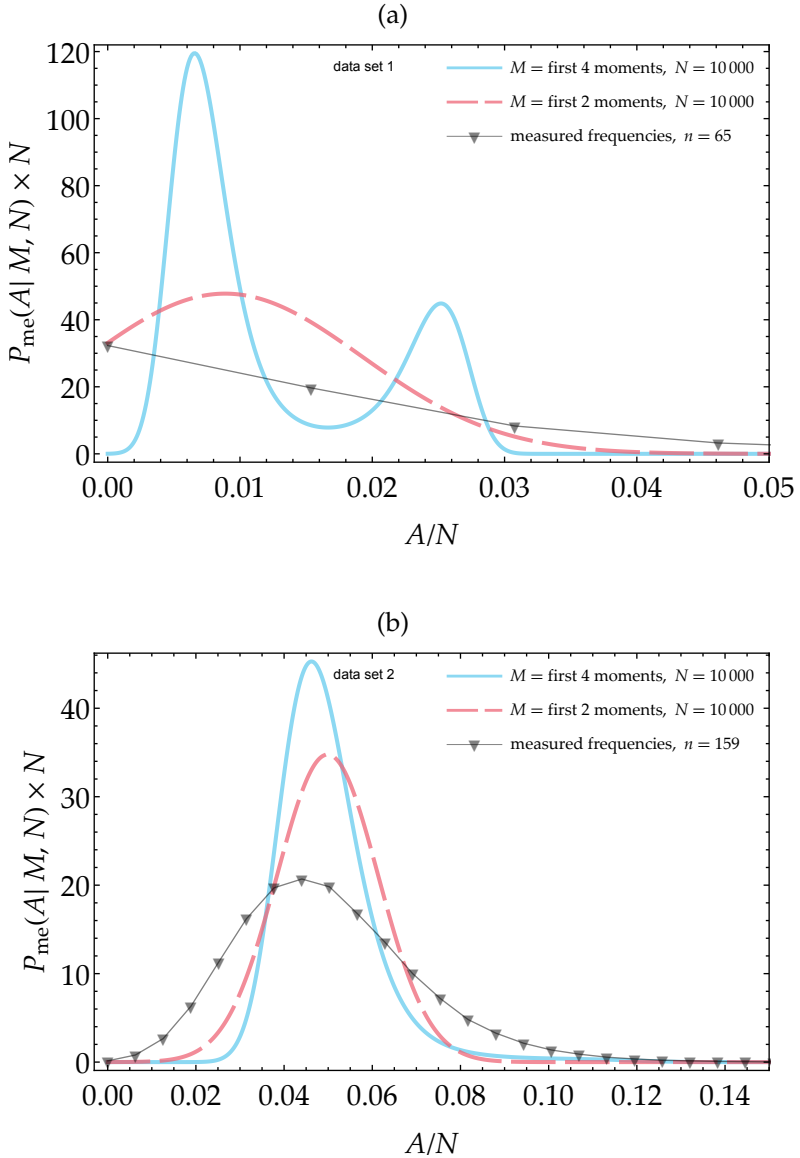 (a)
data set 1
M = first 4 moments, N = 10 000
M = first 2 moments, N = 10 000
measured frequencies, n = 65
P_me(A| M, N) × N
120
100
80
60
40
20
0
0.00 0.01 0.02 0.03 0.04 0.05
A/N
(b)
data set 2
M = first 4 moments, N = 10 000
M = first 2 moments, N = 10 000
measured frequencies, n = 159
P_me(A| M, N) × N
40
30
20
10
0
0.00 0.02 0.04 0.06 0.08 0.10 0.12 0.14
A/N